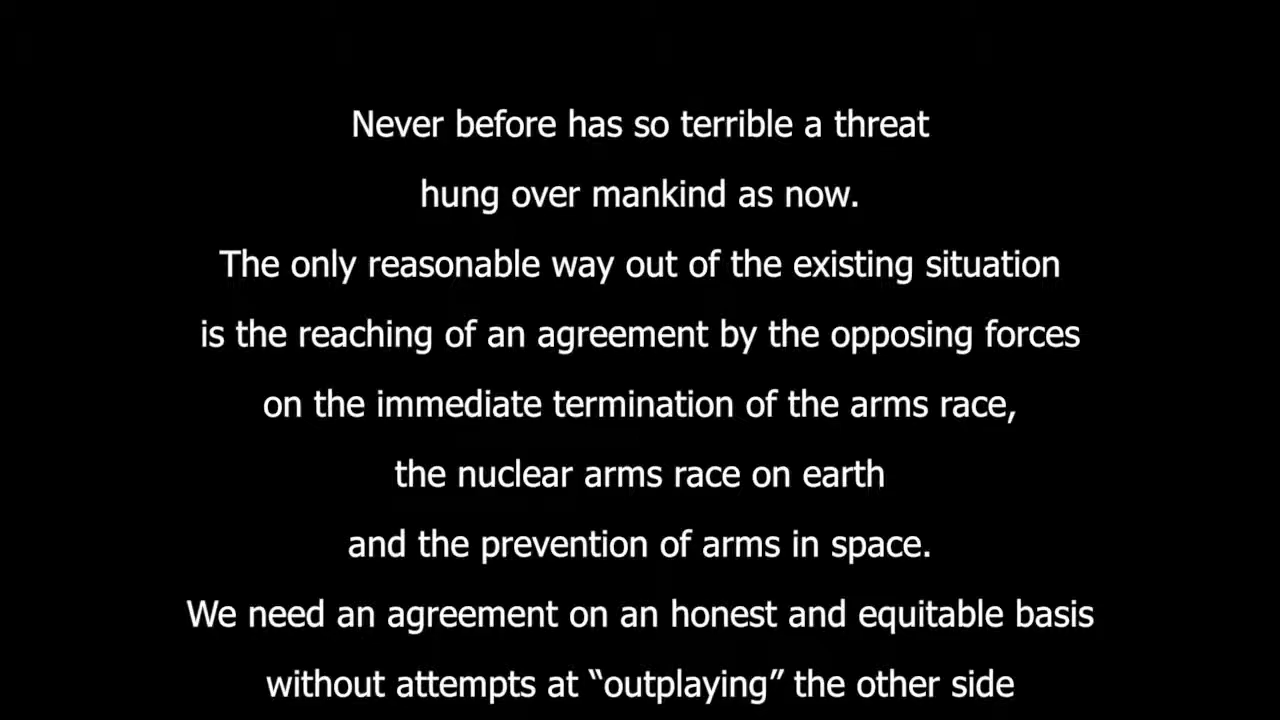 Never before has so terrible a threat
hung over mankind as now.
The only reasonable way out of the existing situation
is the reaching of an agreement by the opposing forces
on the immediate termination of the arms race,
the nuclear arms race on earth
and the prevention of arms in space.
We need an agreement on an honest and equitable basis
without attempts at “outplaying” the other side